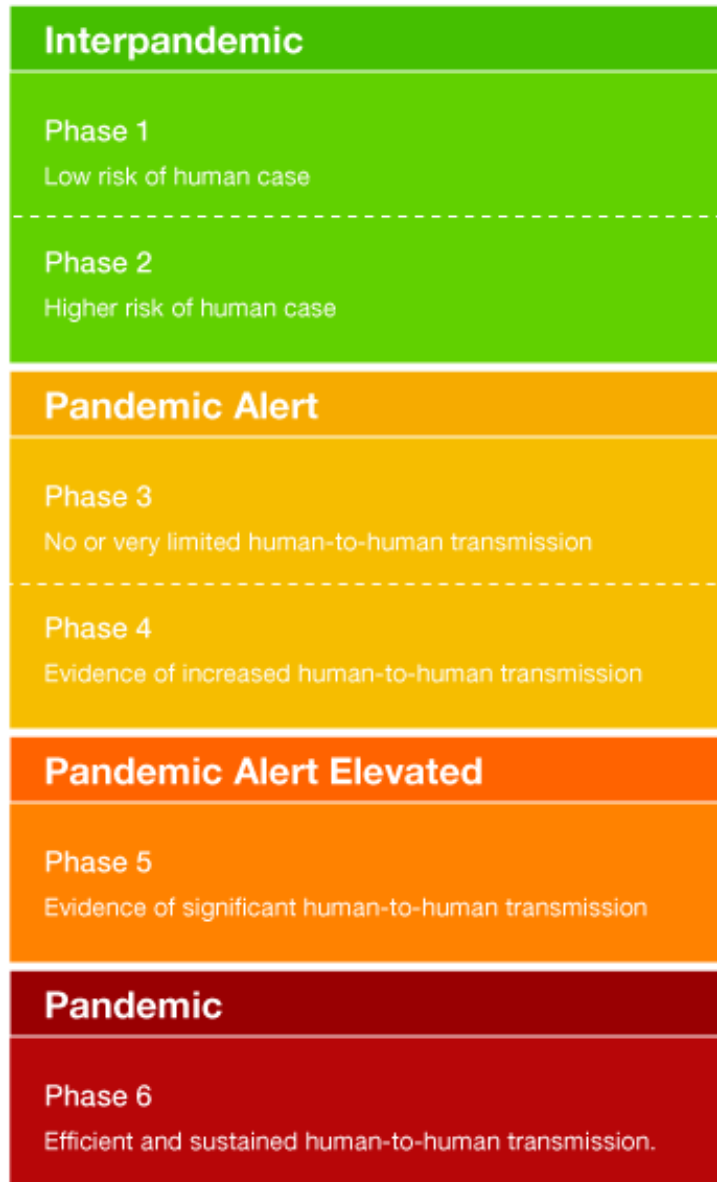 Interpandemic
Phase 1
Low risk of human case
Phase 2
Higher risk of human case
Pandemic Alert
Phase 3
No or very limited human-to-human transmission
Phase 4
Evidence of increased human-to-human transmission
Pandemic Alert Elevated
Phase 5
Evidence of significant human-to-human transmission
Pandemic
Phase 6
Efficient and sustained human-to-human transmission.